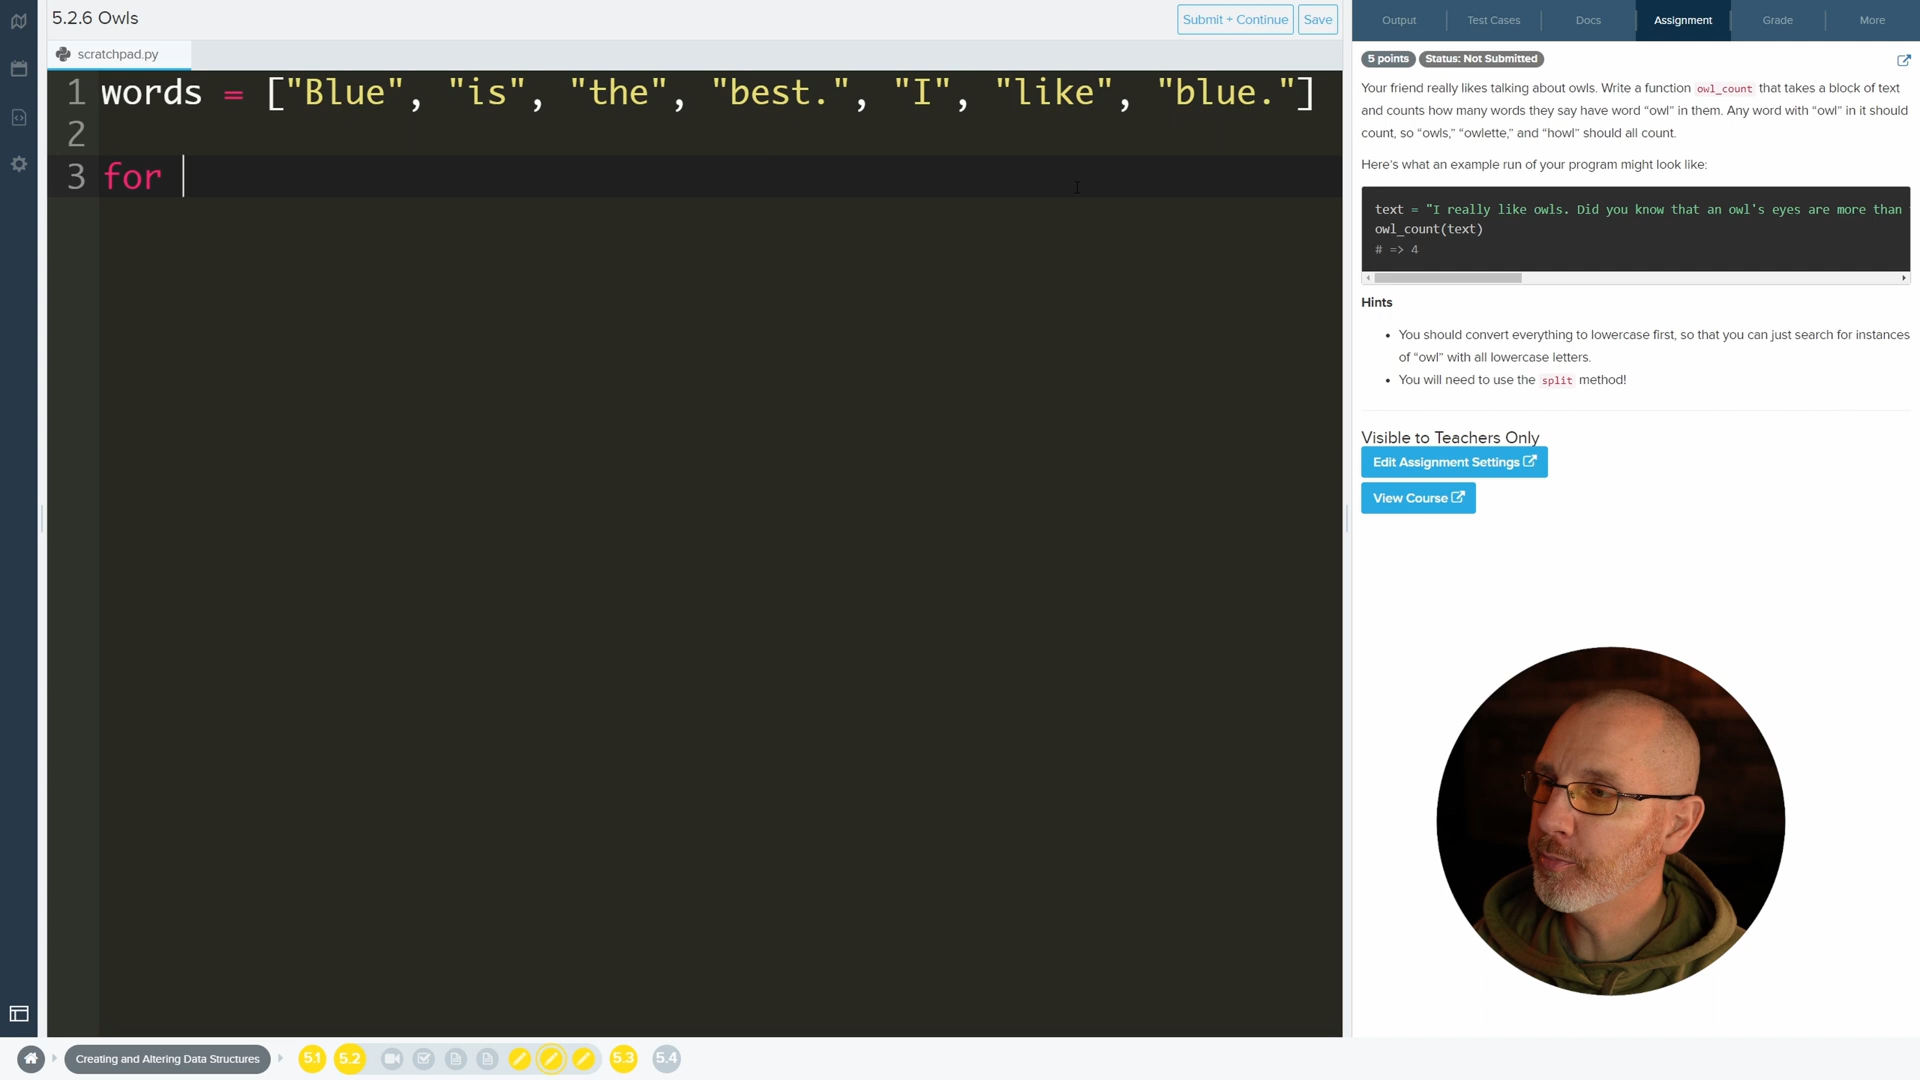 5.2.6 Owls
Submit + Continue
Save
scratchpad.py
1 words = ["Blue", "is", "the", "best.", "I", "like", "blue."]
2
3 for
Output
Test Cases
Docs
Assignment
Grade
More
5 points
Status: Not Submitted
Your friend really likes talking about owls. Write a function owl_count that takes a block of text
and counts how many words they say have word “owl” in them. Any word with “owl” in it should
count, so “owls,” “owlette,” and “howl” should all count.
Here’s what an example run of your program might look like:
text = "I really like owls. Did you know that an owl's eyes are more than
owl_count(text)
# => 4
Hints
• You should convert everything to lowercase first, so that you can just search for instances
of “owl” with all lowercase letters.
• You will need to use the split method!
Visible to Teachers Only
Edit Assignment Settings
View Course
Creating and Altering Data Structures
5.1
5.2
5.3
5.4